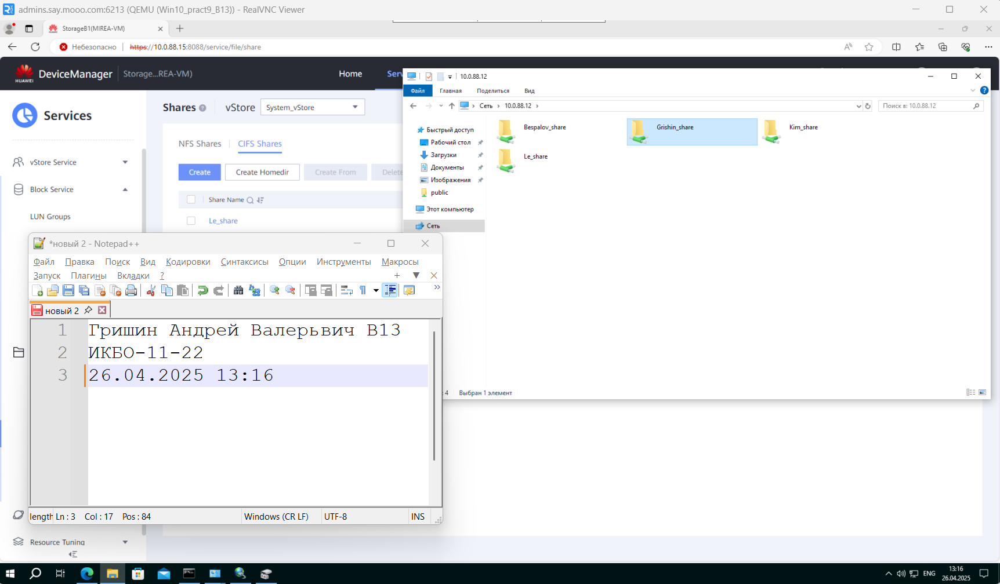 admins.say.mooo.com:6213 (QEMU (Win10_pract9_B13)) - RealVNC Viewer
StorageB1(MIREA-VM)
Небезопасно
https://10.0.88.15:8088/service/file/share
HUAWEI
DeviceManager
Storage...REA-VM)
Home
Serv
Services
vStore Service
Block Service
LUN Groups
Resource Tuning
Shares
vStore
System_vStore
NFS Shares
CIFS Shares
Create
Create Homedir
Create From
Delete
Share Name
Le_share
10.0.88.12
Файл
Главная
Поделиться
Вид
Сеть
10.0.88.12
Поиск в: 10.0.88.12
Быстрый доступ
Рабочий стол
Загрузки
Документы
Изображения
public
Этот компьютер
Сеть
Bespalov_share
Grishin_share
Kim_share
Le_share
: 4
Выбран 1 элемент
*новый 2 - Notepad++
Файл
Правка
Поиск
Вид
Кодировки
Синтаксисы
Опции
Инструменты
Макросы
Запуск
Плагины
Вкладки
?
новый 2
1 Гришин Андрей Валерьвич В13
2 ИКБО-11-22
3 26.04.2025 13:16
length
Ln : 3
Col : 17
Pos : 84
Windows (CR LF)
UTF-8
INS
ENG
13:16
26.04.2025